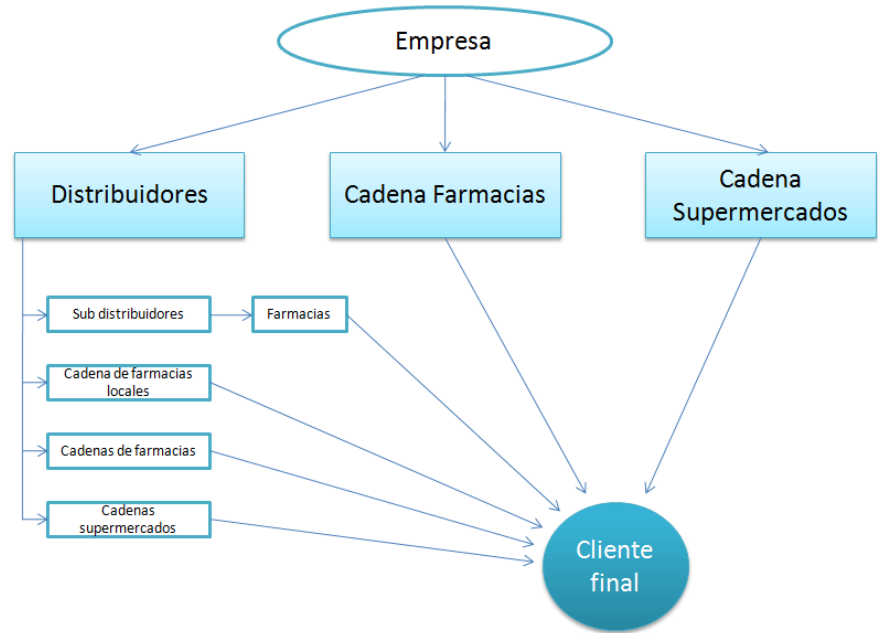 Empresa
Distribuidores
Cadena Farmacias
Cadena
Supermercados
Sub distribuidores
Farmacias
Cadena de farmacias
locales
Cadenas de farmacias
Cadenas
supermercados
Cliente
final